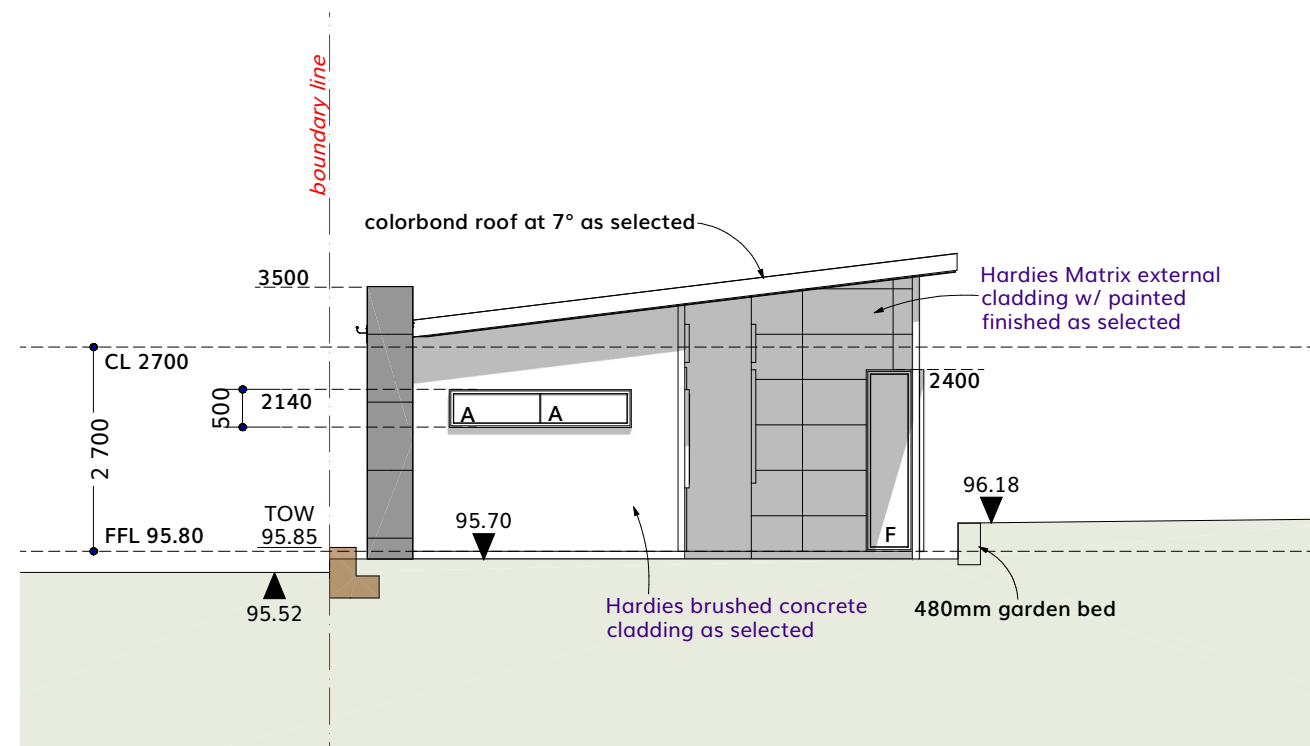 boundary line
colorbond roof at 7° as selected
3500
Hardies Matrix external
cladding w/ painted
finished as selected
CL 2700
2400
500
2140
A
A
2 700
96.18
TOW
95.85
95.70
FFL 95.80
F
95.52
Hardies brushed concrete
cladding as selected
480mm garden bed